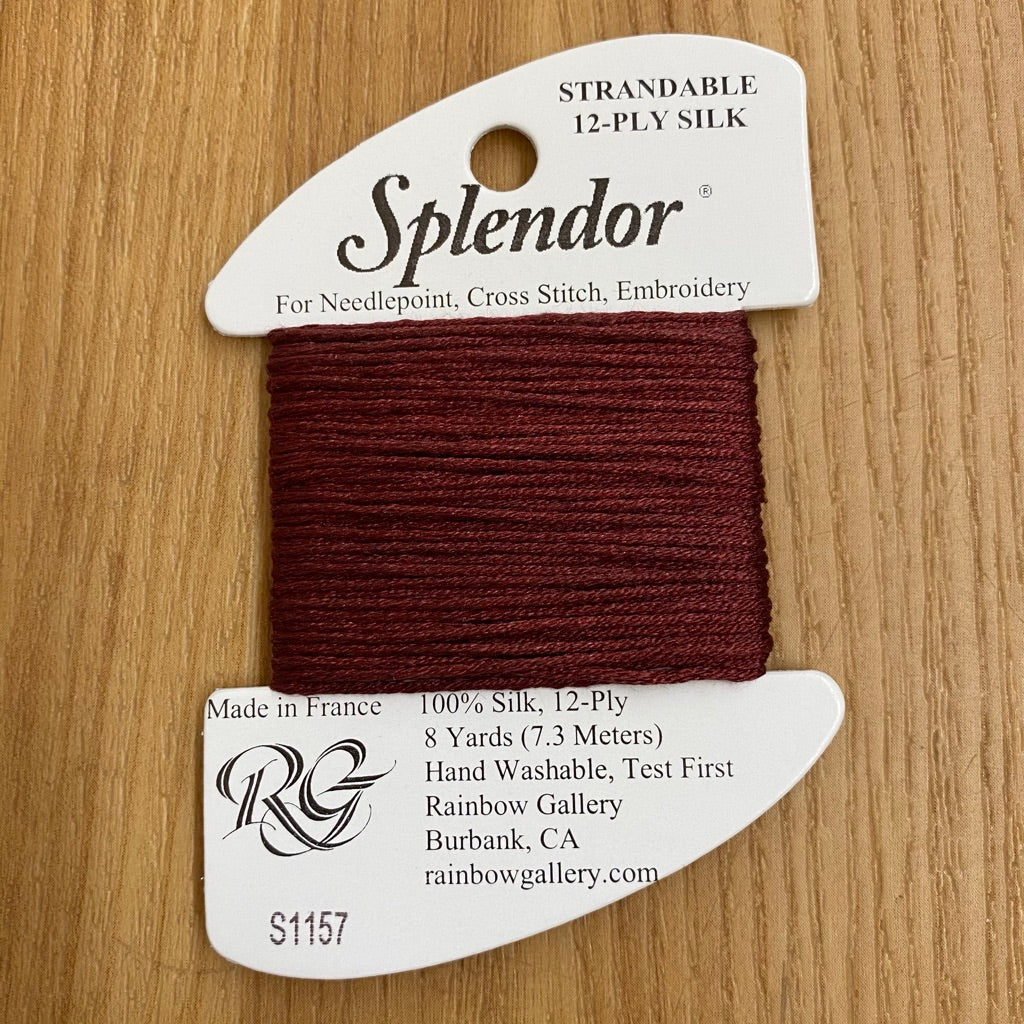 STRANDABLE
12-PLY SILK
Splendor ®
For Needlepoint, Cross Stitch, Embroidery
Made in France
100% Silk, 12-Ply
8 Yards (7.3 Meters)
Hand Washable, Test First
Rainbow Gallery
Burbank, CA
rainbowgallery.com
RG
S1157